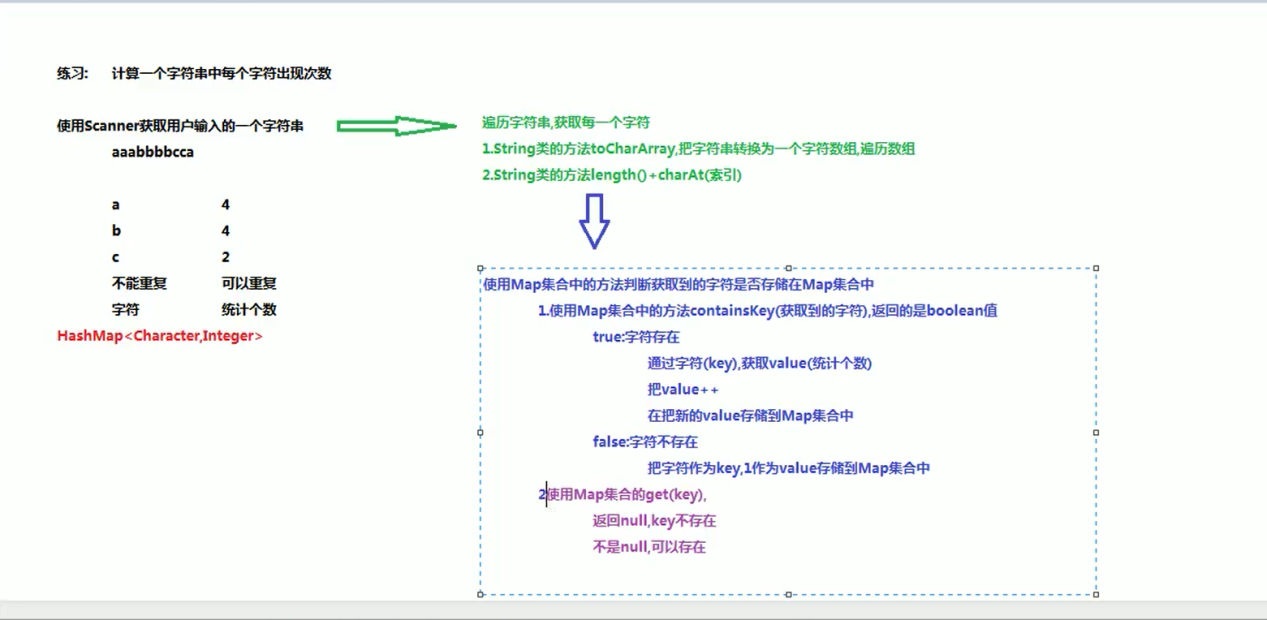 练习: 计算一个字符串中每个字符出现次数
使用Scanner获取用户输入的一个字符串
aaabbbbcca
a 4
b 4
c 2
不能重复 可以重复
字符 统计个数
HashMap<Character,Integer>
遍历字符串,获取每一个字符
1.String类的方法toCharArray,把字符串转换为一个字符数组,遍历数组
2.String类的方法length()+charAt(索引)
使用Map集合中的方法判断获取到的字符是否存储在Map集合中
1.使用Map集合中的方法containsKey(获取到的字符),返回的是boolean值
true:字符存在
通过字符(key),获取value(统计个数)
把value++
在把新的value存储到Map集合中
false:字符不存在
把字符作为key,1作为value存储到Map集合中
2使用Map集合的get(key),
返回null,key不存在
不是null,可以存在